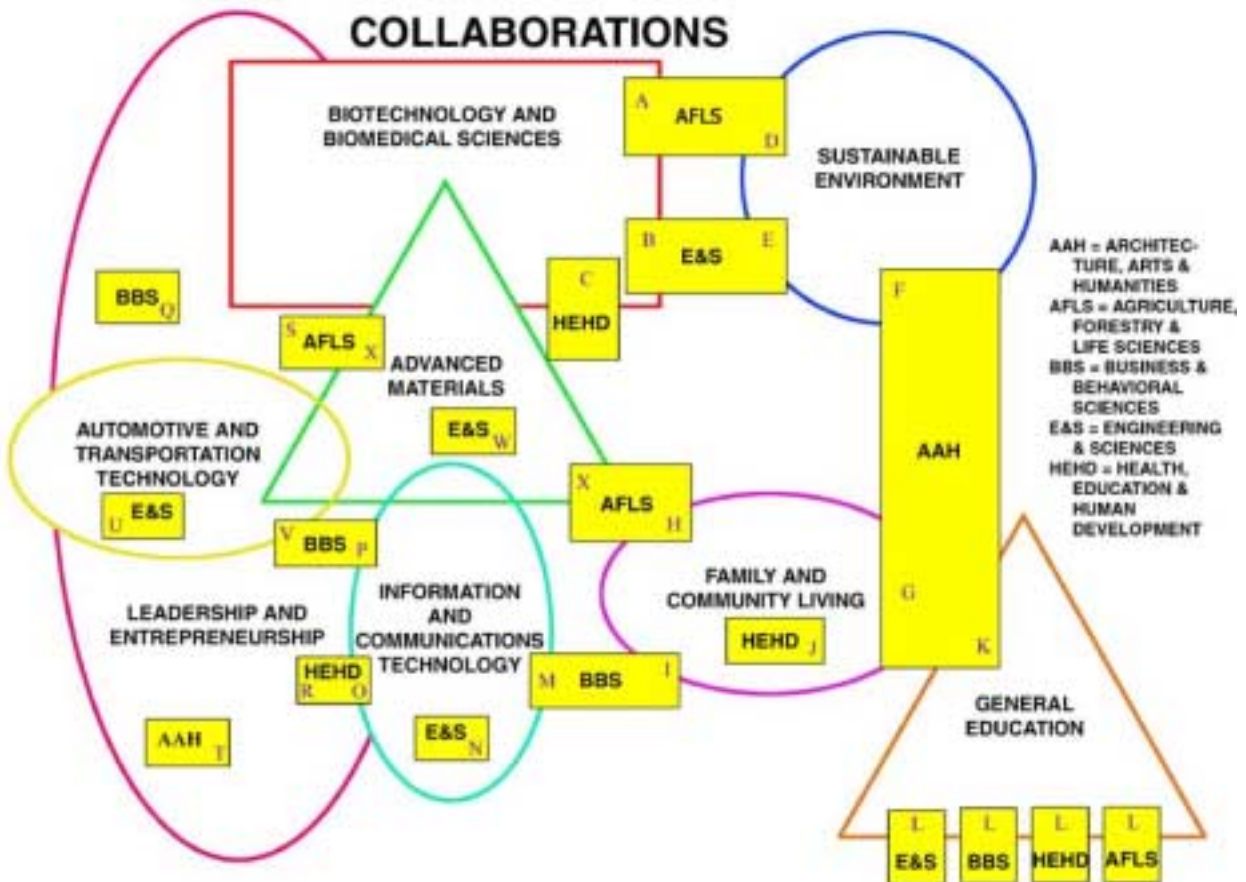 COLLABORATIONS
BIOTECHNOLOGY AND
BIOMEDICAL SCIENCES
A
AFLS
D
SUSTAINABLE
ENVIRONMENT
B
E&S
E
C
HEHD
BBS Q
S
AFLS
X
ADVANCED
MATERIALS
E&S W
F
AAH
G
K
AAH = ARCHITEC-
TURE, ARTS &
HUMANITIES
AFLS = AGRICULTURE,
FORESTRY &
LIFE SCIENCES
BBS = BUSINESS &
BEHAVIORAL
SCIENCES
E&S = ENGINEERING
& SCIENCES
HEHD = HEALTH,
EDUCATION &
HUMAN
DEVELOPMENT
AUTOMOTIVE AND
TRANSPORTATION
TECHNOLOGY
U E&S
V
BBS P
X
AFLS
H
LEADERSHIP AND
ENTREPRENEURSHIP
INFORMATION
AND
COMMUNICATIONS
TECHNOLOGY
FAMILY AND
COMMUNITY LIVING
HEHD J
HEHD
R O
M BBS I
AAH T
E&S N
GENERAL
EDUCATION
L L L L
E&S BBS HEHD AFLS